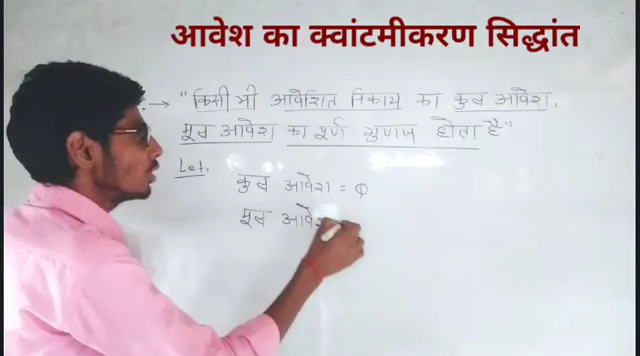 आवेश का क्वांटमीकरण सिद्धांत
→ "किसी भी आवेशित निकाय का कुल आवेश,
मूल आवेश का पूर्ण गुणज होता है"
Let,
कुल आवेश = Q
मूल आवेश